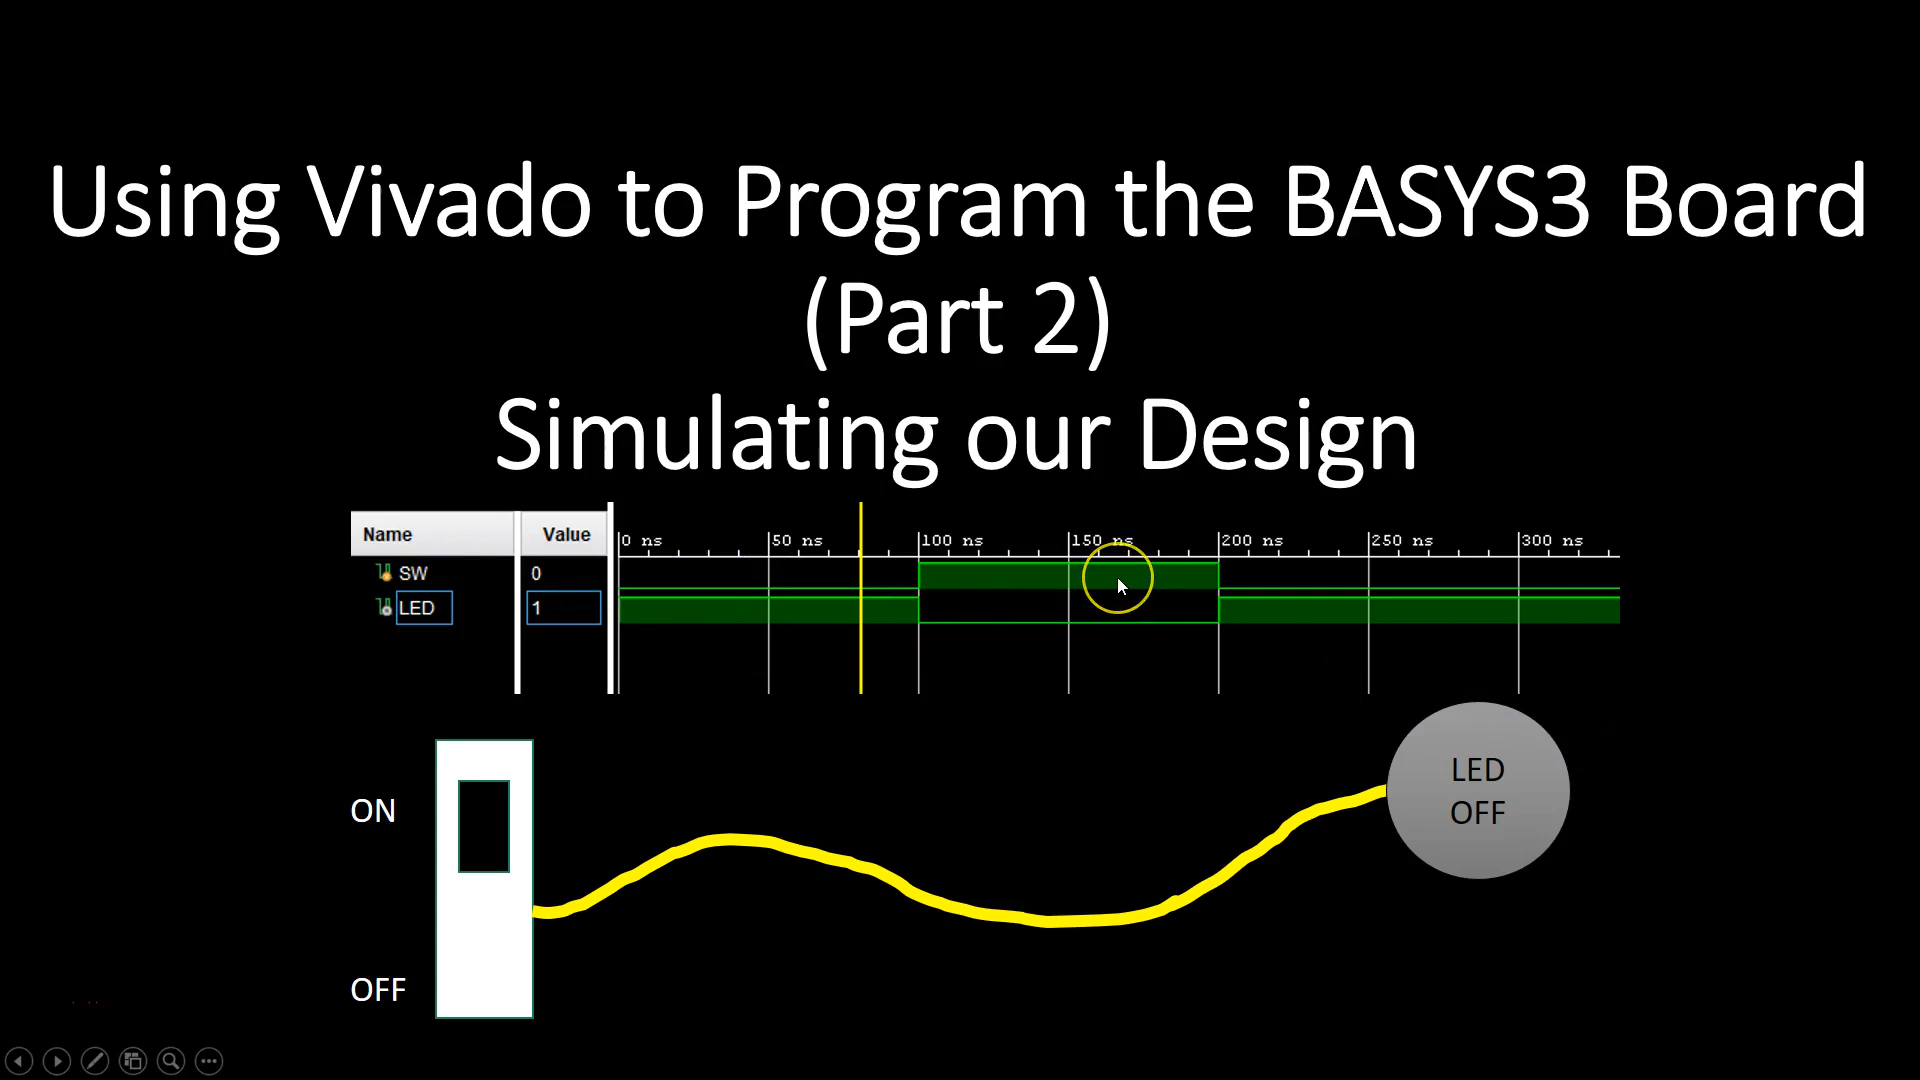 Using Vivado to Program the BASYS3 Board
(Part 2)
Simulating our Design
Name Value
0 ns 50 ns 100 ns 150 ns 200 ns 250 ns 300 ns
SW 0
LED 1
LED
OFF
ON
OFF